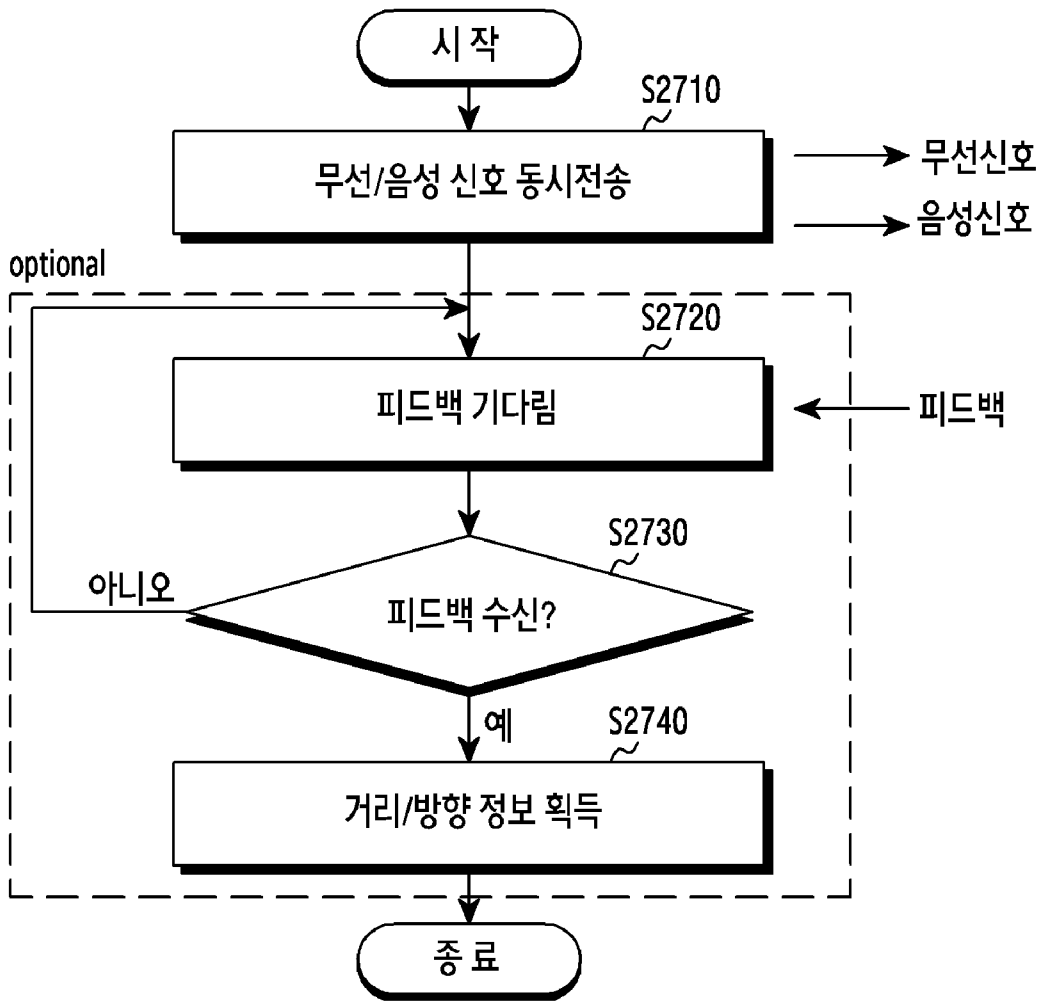 시 작
S2710
무선/음성 신호 동시전송
무선신호
음성신호
optional
S2720
피드백 기다림
피드백
S2730
아니오
피드백 수신?
예
S2740
거리/방향 정보 획득
종 료